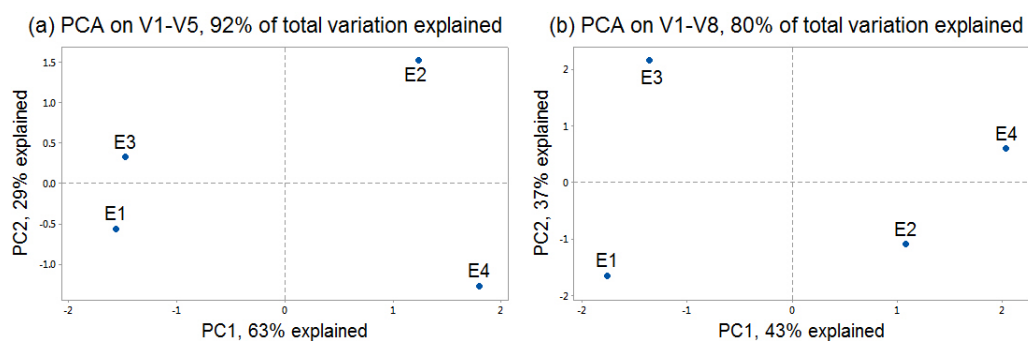 (a) PCA on V1-V5, 92% of total variation explained
PC2, 29% explained
1.5
1.0
0.5
0.0
-0.5
-1.0
E2
E3
E1
E4
-2
-1
0
1
2
PC1, 63% explained
(b) PCA on V1-V8, 80% of total variation explained
PC2, 37% explained
2
1
0
-1
-2
E3
E4
E2
E1
-2
-1
0
1
2
PC1, 43% explained